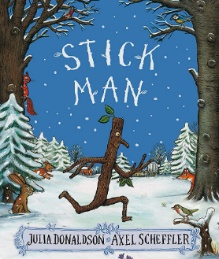 STICK
MAN
JULIA DONALDSON AXEL SCHEFFLER